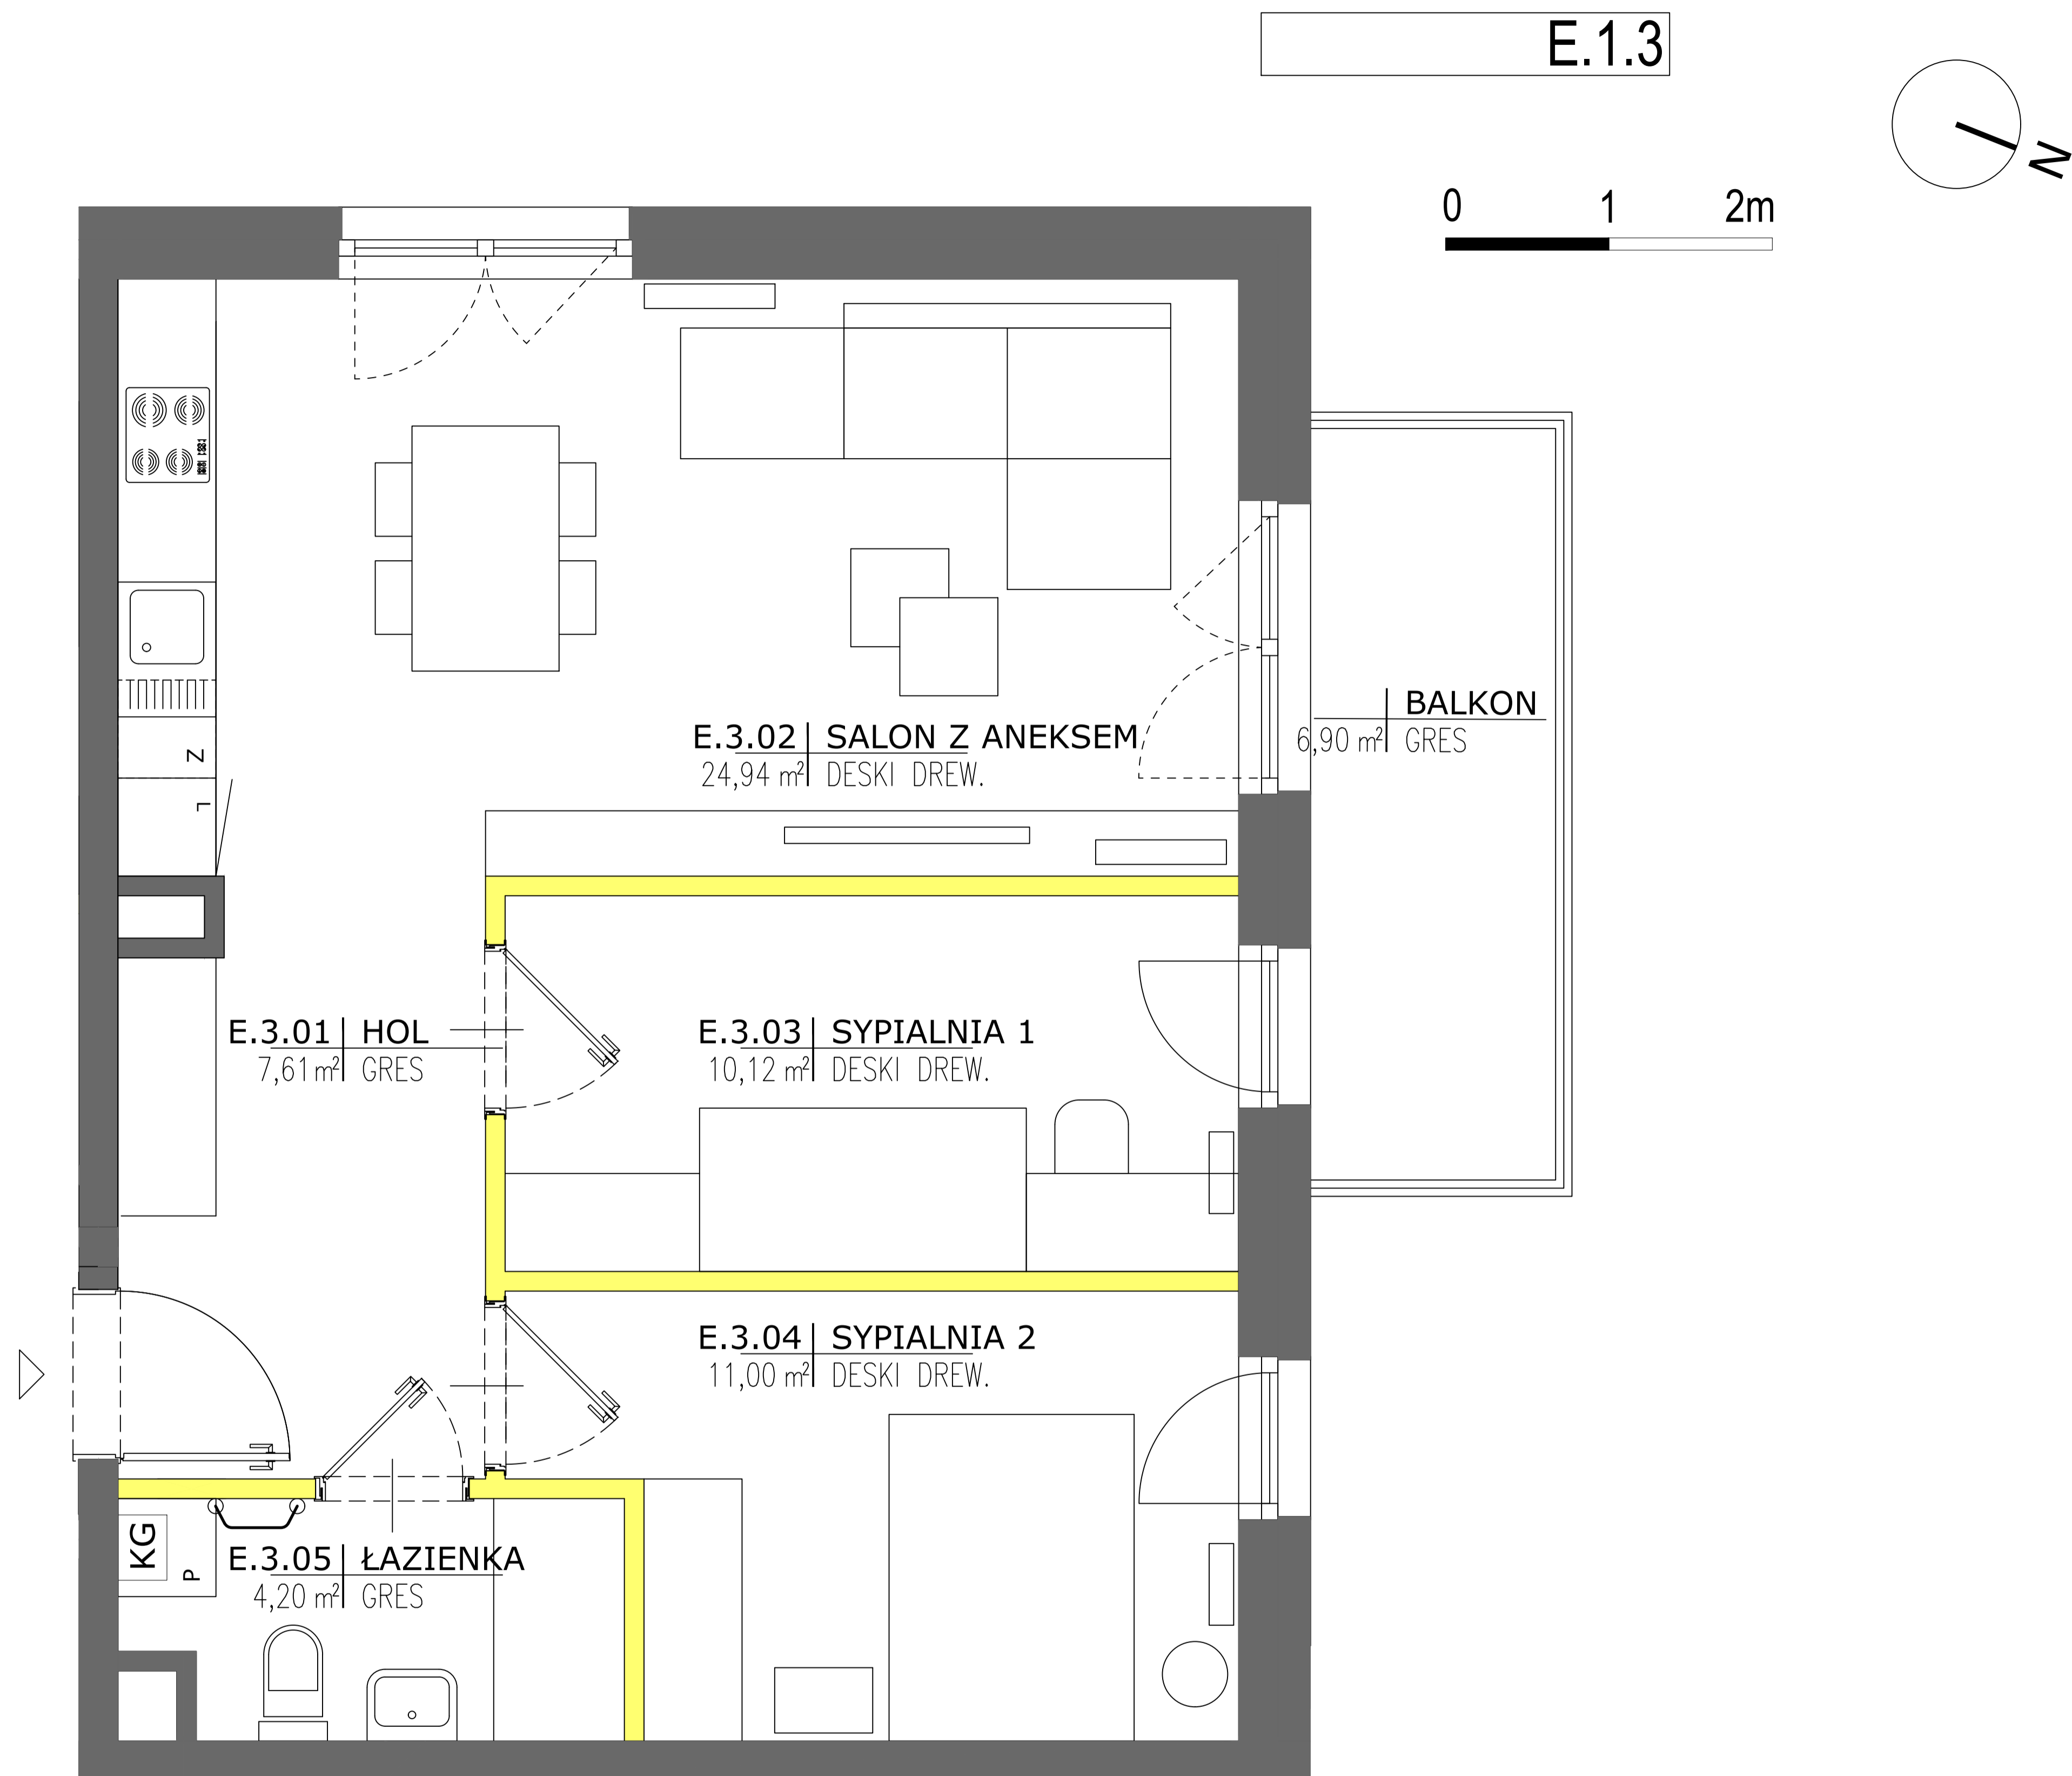 E.1.3
N
0 1 2m
BALKON
6,90 m² GRES
Z
E.3.02 SALON Z ANEKSEM
24,94 m² DESKI DREW.
L
E.3.01 HOL
7,61 m² GRES
E.3.03 SYPIALNIA 1
10,12 m² DESKI DREW.
E.3.04 SYPIALNIA 2
11,00 m² DESKI DREW.
KG
P
E.3.05 ŁAZIENKA
4,20 m² GRES